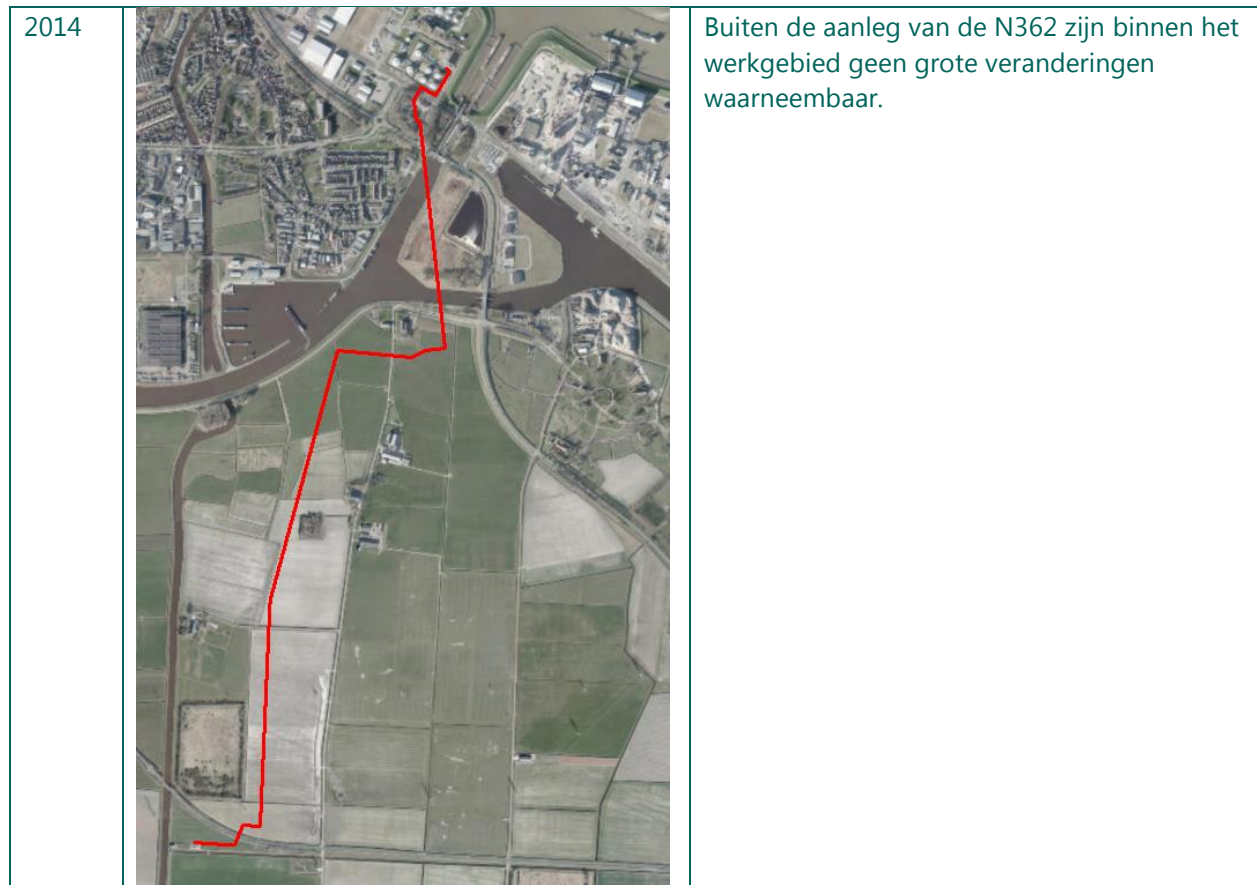 2014
Buiten de aanleg van de N362 zijn binnen het
werkgebied geen grote veranderingen
waarneembaar.